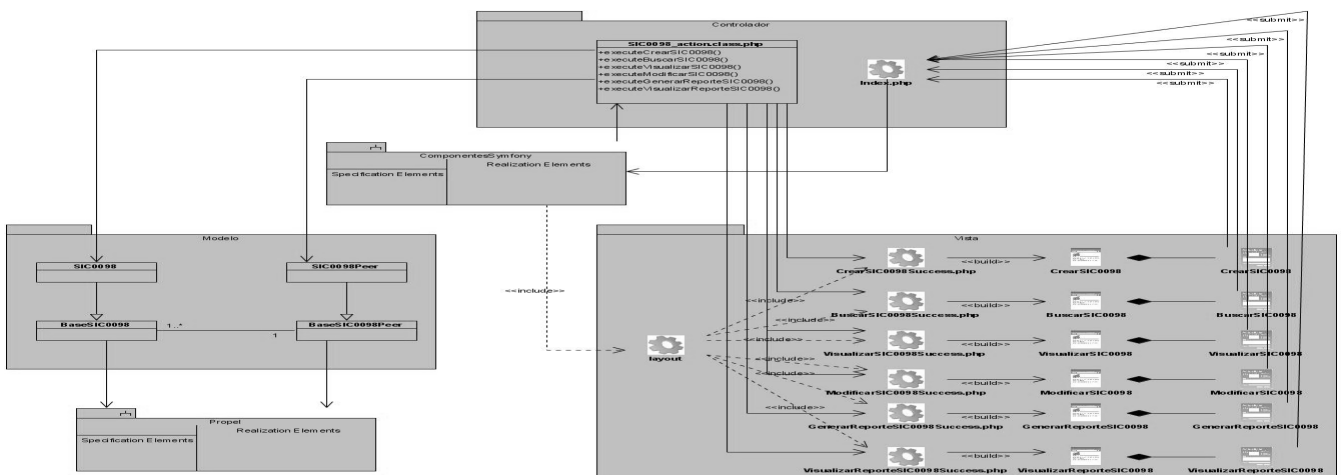 Controlador
SIC0098_action.class.php
+executeCrearSIC0098()
+executeBuscarSIC0098()
+executeVisualizarSIC0098()
+executeModificarSIC0098()
+executeGenerarReporteSIC0098()
+executeVisualizarReporteSIC0098()
Index.php
<<submit>>
<<submit>>
<<submit>>
<<submit>>
<<submit>>
<<submit>>
ComponentesSymfony
Specification Elements
Realization Elements
Modelo
SIC0098
SIC0098Peer
BaseSIC0098
1..*
1
BaseSIC0098Peer
Propel
Specification Elements
Realization Elements
Vista
<<include>>
layout
<<include>>
<<include>>
<<include>>
<<include>>
<<include>>
CrearSIC0098Success.php
<<build>>
CrearSIC0098
CrearSIC0098
BuscarSIC0098Success.php
<<build>>
BuscarSIC0098
BuscarSIC0098
VisualizarSIC0098Success.php
<<build>>
VisualizarSIC0098
VisualizarSIC0098
ModificarSIC0098Success.php
<<build>>
ModificarSIC0098
ModificarSIC0098
GenerarReporteSIC0098Success.php
<<build>>
GenerarReporteSIC0098
GenerarReporteSIC0098
VisualizarReporteSIC0098Success.php
<<build>>
VisualizarReporteSIC0098
VisualizarReporteSIC0098